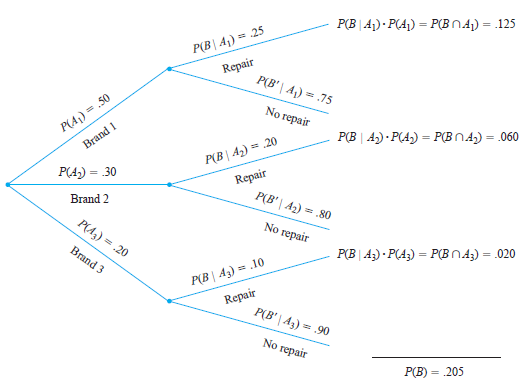 P(B | A₁) · P(A₁) = P(B ∩ A₁) = .125
P(B | A₁) = .25
Repair
P(A₁) = .50
Brand 1
P(B' | A₁) = .75
No repair
P(B | A₂) · P(A₂) = P(B ∩ A₂) = .060
P(B | A₂) = .20
Repair
P(A₂) = .30
Brand 2
P(B' | A₂) = .80
No repair
P(A₃) = .20
Brand 3
P(B | A₃) · P(A₃) = P(B ∩ A₃) = .020
P(B | A₃) = .10
Repair
P(B' | A₃) = .90
No repair
P(B) = .205